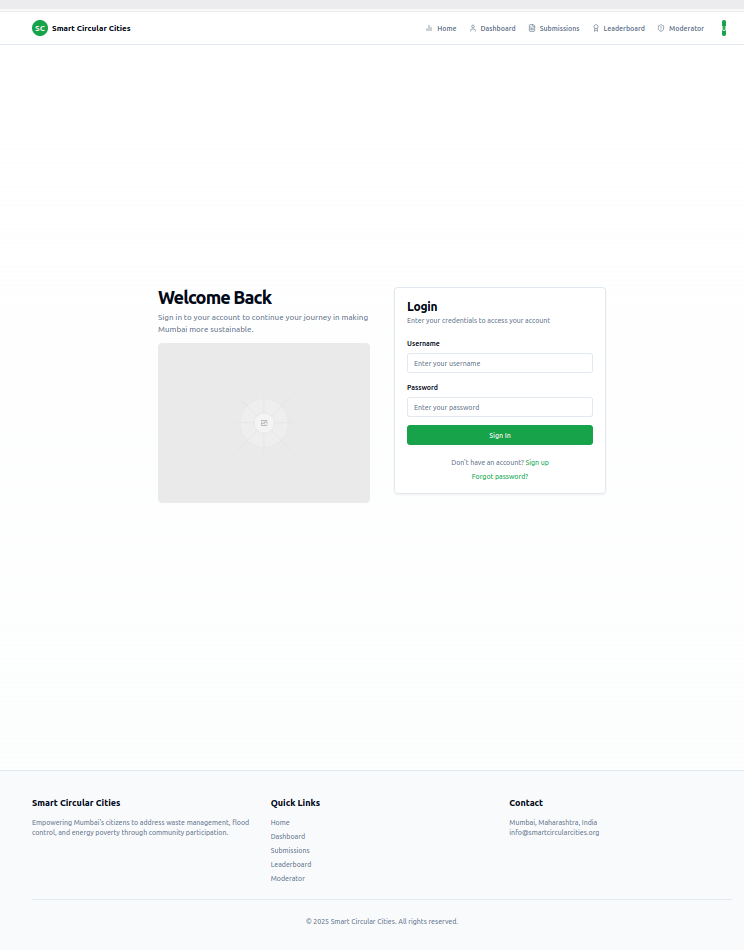 SC Smart Circular Cities
Home Dashboard Submissions Leaderboard Moderator
Welcome Back
Sign in to your account to continue your journey in making
Mumbai more sustainable.
Login
Enter your credentials to access your account
Username
Enter your username
Password
Enter your password
Sign In
Don't have an account? Sign up
Forgot password?
Smart Circular Cities
Empowering Mumbai's citizens to address waste management, flood
control, and energy poverty through community participation.
Quick Links
Home
Dashboard
Submissions
Leaderboard
Moderator
Contact
Mumbai, Maharashtra, India
info@smartcircularcities.org
© 2025 Smart Circular Cities. All rights reserved.